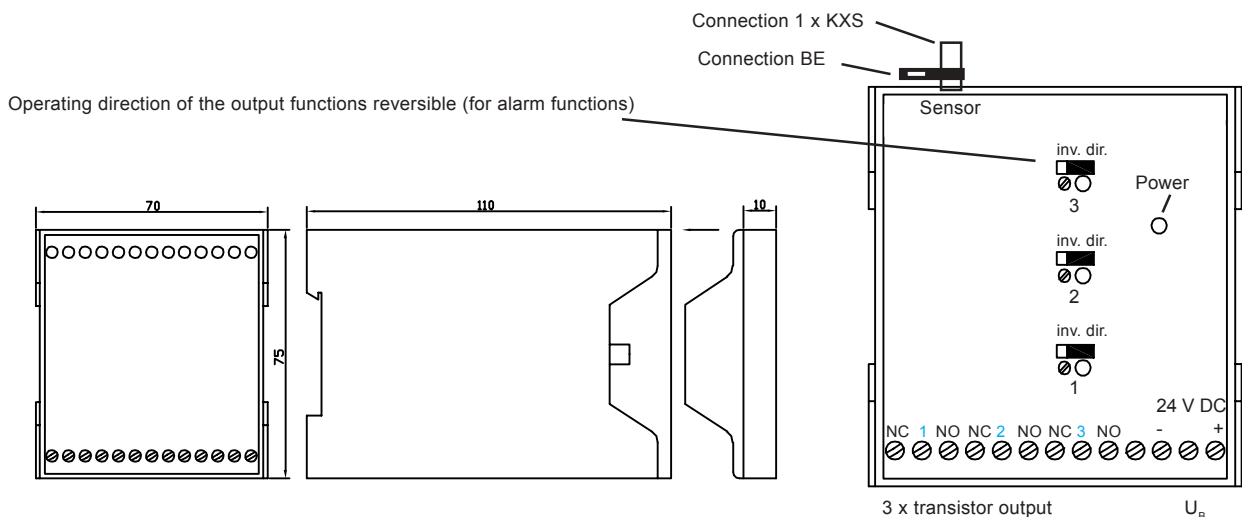 Connection 1 x KXS
Connection BE
Operating direction of the output functions reversible (for alarm functions)
Sensor
inv. dir.
3
Power
inv. dir.
2
inv. dir.
1
70
110
10
75
24 V DC
NC 1 NO NC 2 NO NC 3 NO - +
3 x transistor output UB